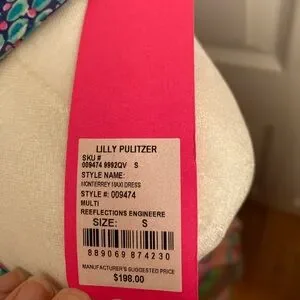 LILLY PULITZER
SKU #
009474 9992QV S
STYLE NAME:
MONTERREY MAXI DRESS
STYLE #: 009474
MULTI
REEFLECTIONS ENGINEERE
SIZE: S
889069 874230
MANUFACTURER'S SUGGESTED PRICE
$198.00